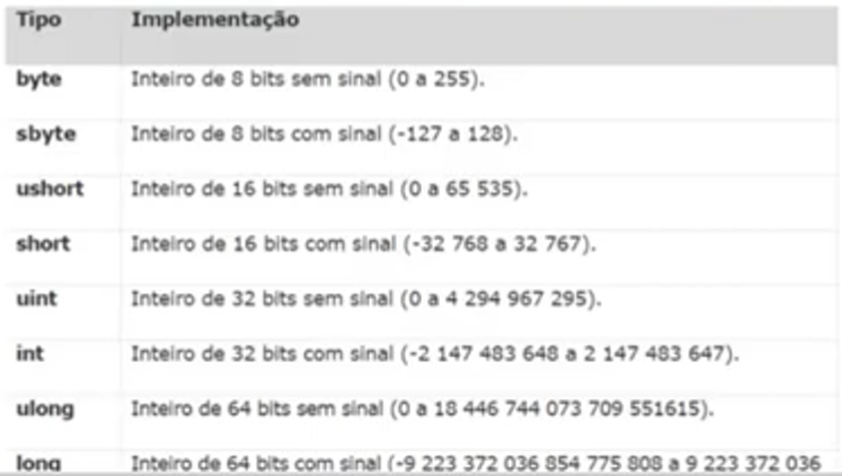 Tipo Implementação
byte Inteiro de 8 bits sem sinal (0 a 255).
sbyte Inteiro de 8 bits com sinal (-127 a 128).
ushort Inteiro de 16 bits sem sinal (0 a 65 535).
short Inteiro de 16 bits com sinal (-32 768 a 32 767).
uint Inteiro de 32 bits sem sinal (0 a 4 294 967 295).
int Inteiro de 32 bits com sinal (-2 147 483 648 a 2 147 483 647).
ulong Inteiro de 64 bits sem sinal (0 a 18 446 744 073 709 551615).
long Inteiro de 64 bits com sinal (-9 223 372 036 854 775 808 a 9 223 372 036